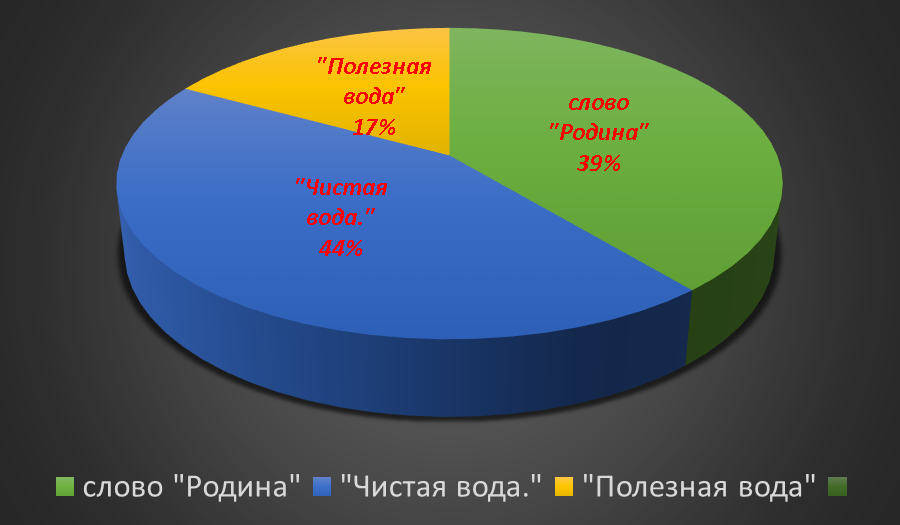 "Полезная
вода"
17%
слово
"Родина"
39%
"Чистая
вода."
44%
слово "Родина" "Чистая вода." "Полезная вода"